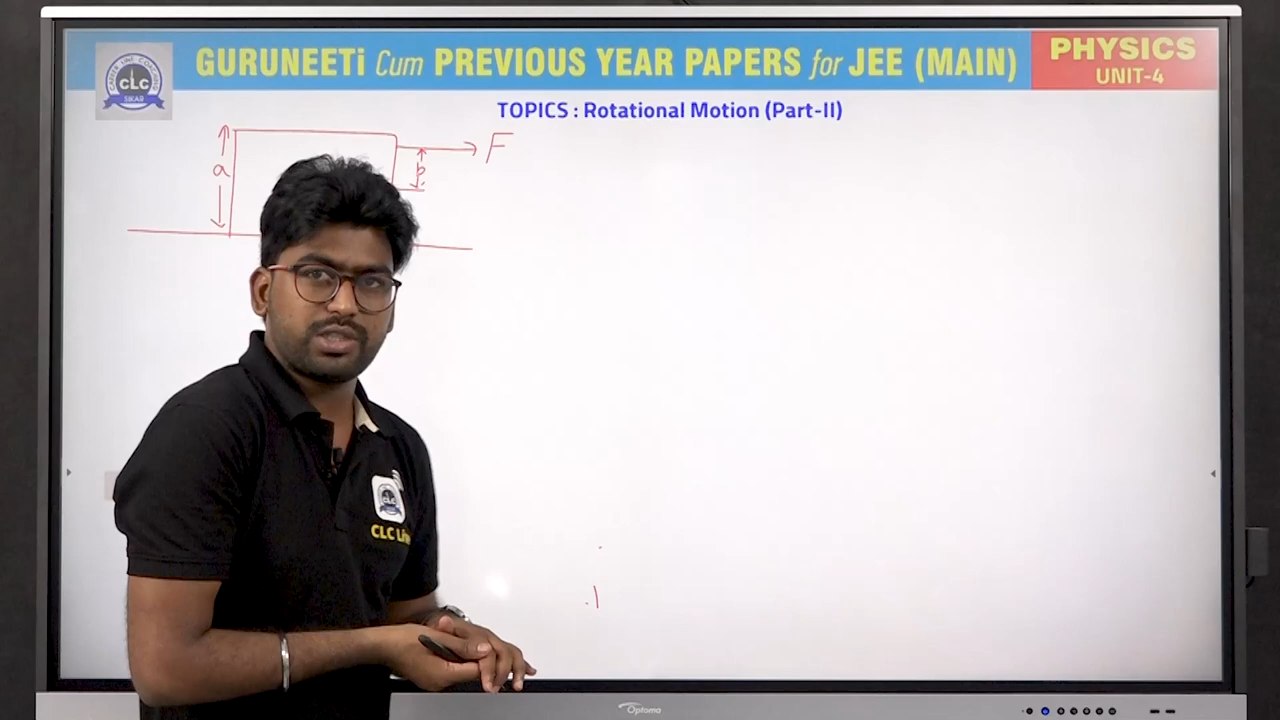 GURUNEETi Cum PREVIOUS YEAR PAPERS for JEE (MAIN)
PHYSICS
UNIT-4
CLC
SIKAR
TOPICS : Rotational Motion (Part-II)
a
b
F
CLC
Optoma